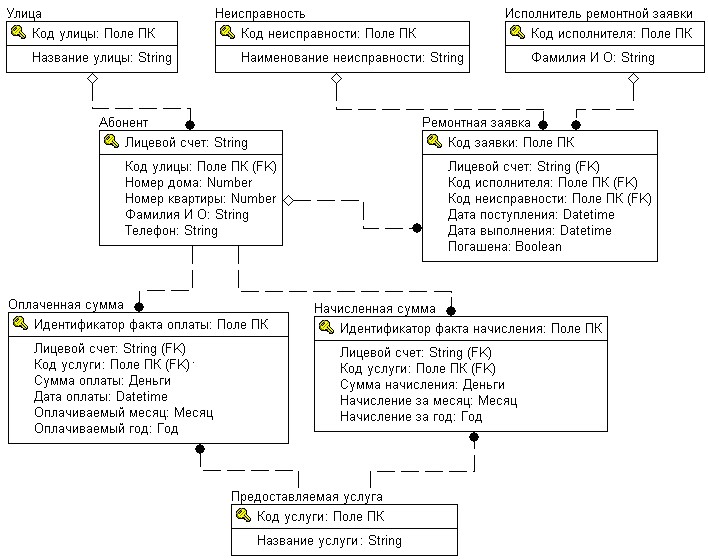 Улица
Код улицы: Поле ПК
Название улицы: String
Неисправность
Код неисправности: Поле ПК
Наименование неисправности: String
Исполнитель ремонтной заявки
Код исполнителя: Поле ПК
Фамилия И О: String
Абонент
Лицевой счет: String
Код улицы: Поле ПК (FK)
Номер дома: Number
Номер квартиры: Number
Фамилия И О: String
Телефон: String
Ремонтная заявка
Код заявки: Поле ПК
Лицевой счет: String (FK)
Код исполнителя: Поле ПК (FK)
Код неисправности: Поле ПК (FK)
Дата поступления: Datetime
Дата выполнения: Datetime
Погашена: Boolean
Оплаченная сумма
Идентификатор факта оплаты: Поле ПК
Лицевой счет: String (FK)
Код услуги: Поле ПК (FK)
Сумма оплаты: Деньги
Дата оплаты: Datetime
Оплачиваемый месяц: Месяц
Оплачиваемый год: Год
Начисленная сумма
Идентификатор факта начисления: Поле ПК
Лицевой счет: String (FK)
Код услуги: Поле ПК (FK)
Сумма начисления: Деньги
Начисление за месяц: Месяц
Начисление за год: Год
Предоставляемая услуга
Код услуги: Поле ПК
Название услуги: String